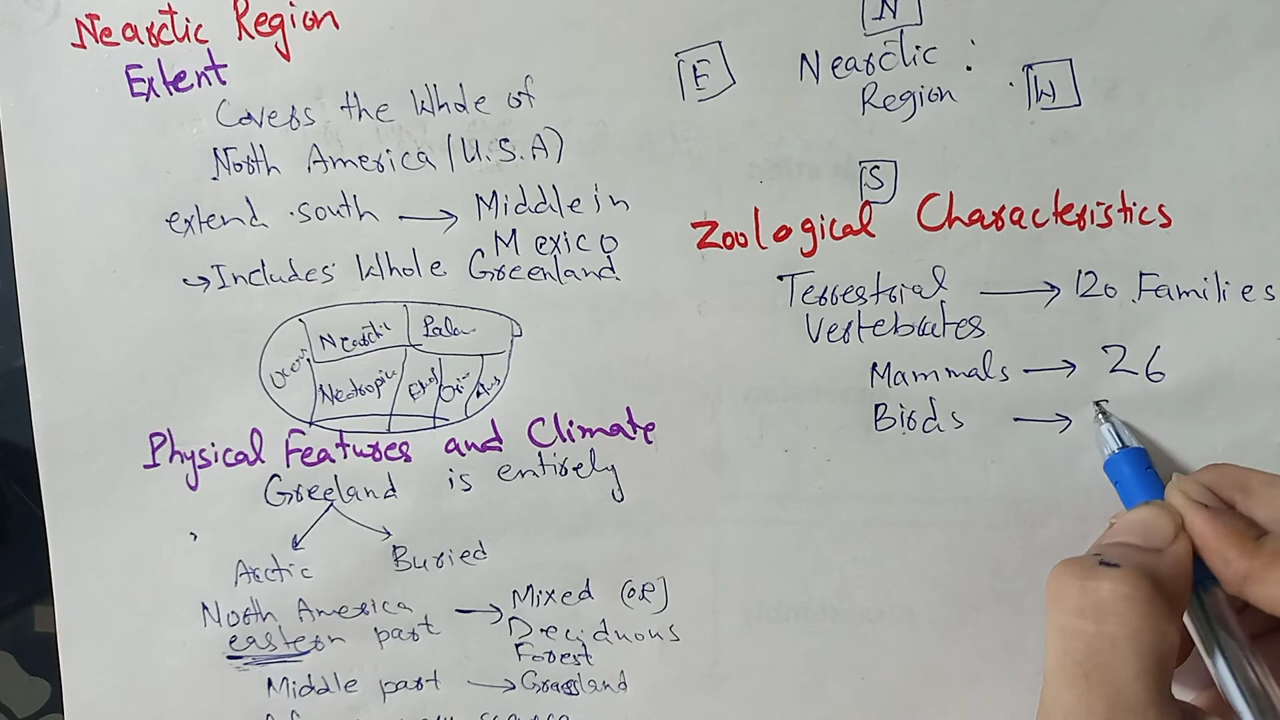 Nearctic Region
Extent
Covers the Whole of
North America (U.S.A)
extend south → Middle in
Mexico
↪ Includes Whole Greenland
Nearctic
Neotropic
Physical Features and Climate
Greeland is entirely
Arctic Buried
North America → Mixed (OR)
eastern part Deciduous
Forest
Middle part → Grassland
N
E Nearctic : W
Region
S
Zoological Characteristics
Terrestrial → 120 Families
Vertebrates
Mammals → 26
Birds →